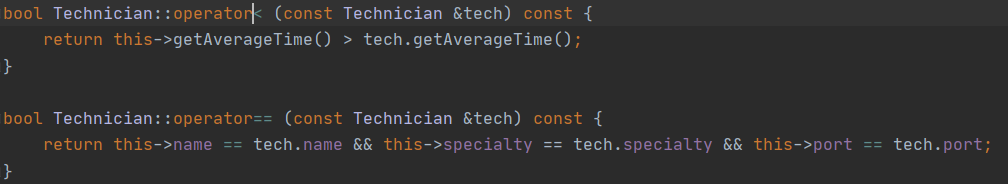 bool Technician::operator< (const Technician &tech) const {
    return this->getAverageTime() > tech.getAverageTime();
}
bool Technician::operator== (const Technician &tech) const {
    return this->name == tech.name && this->specialty == tech.specialty && this->port == tech.port;
}